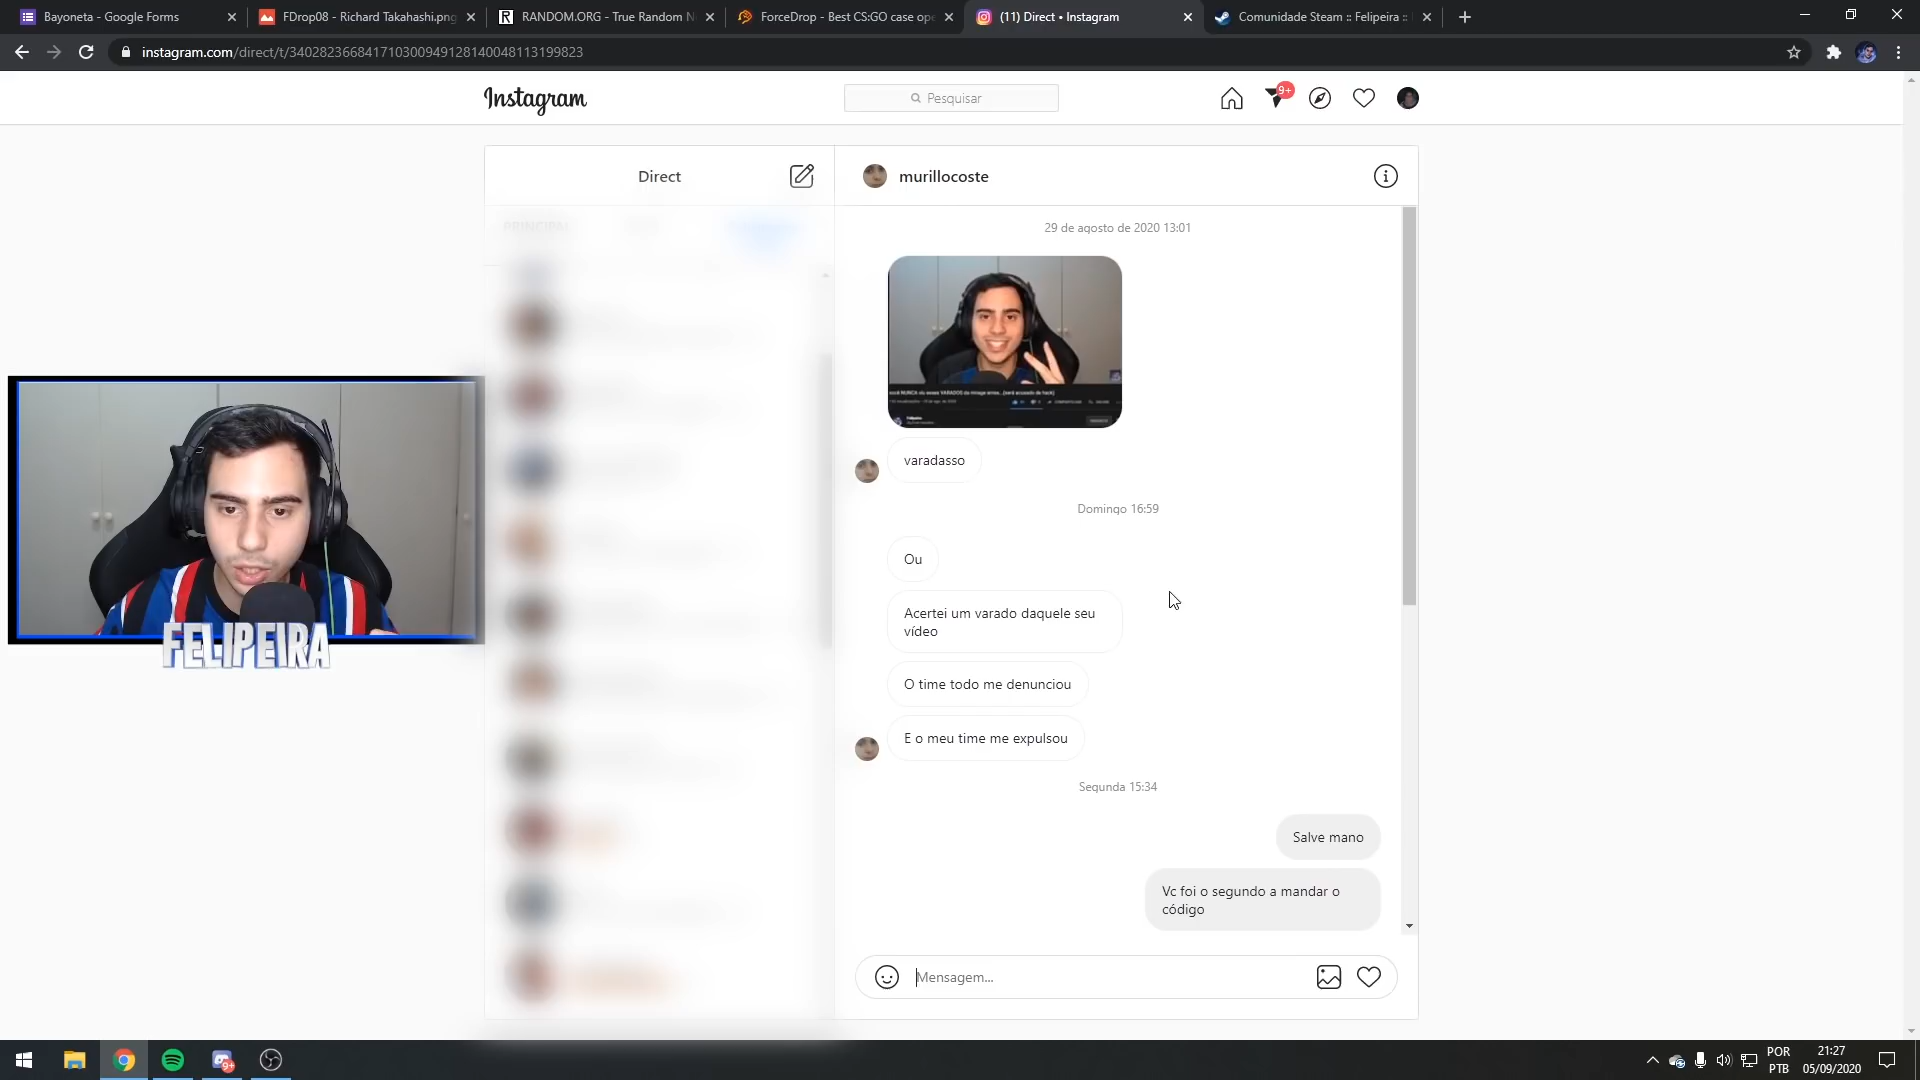 Bayoneta - Google Forms
FDrop08 - Richard Takahashi.png
RANDOM.ORG - True Random N
ForceDrop - Best CS:GO case ope
(11) Direct • Instagram
Comunidade Steam :: Felipeira ::
instagram.com/direct/t/340282366841710300949128140048113199823
Instagram
Pesquisar
9+
Direct
murillocoste
PRINCIPAL
29 de agosto de 2020 13:01
varadasso
Domingo 16:59
Ou
Acertei um varado daquele seu
vídeo
O time todo me denunciou
E o meu time me expulsou
Segunda 15:34
Salve mano
Vc foi o segundo a mandar o
código
Mensagem...
FELIPEIRA
9+
POR
PTB
21:27
05/09/2020